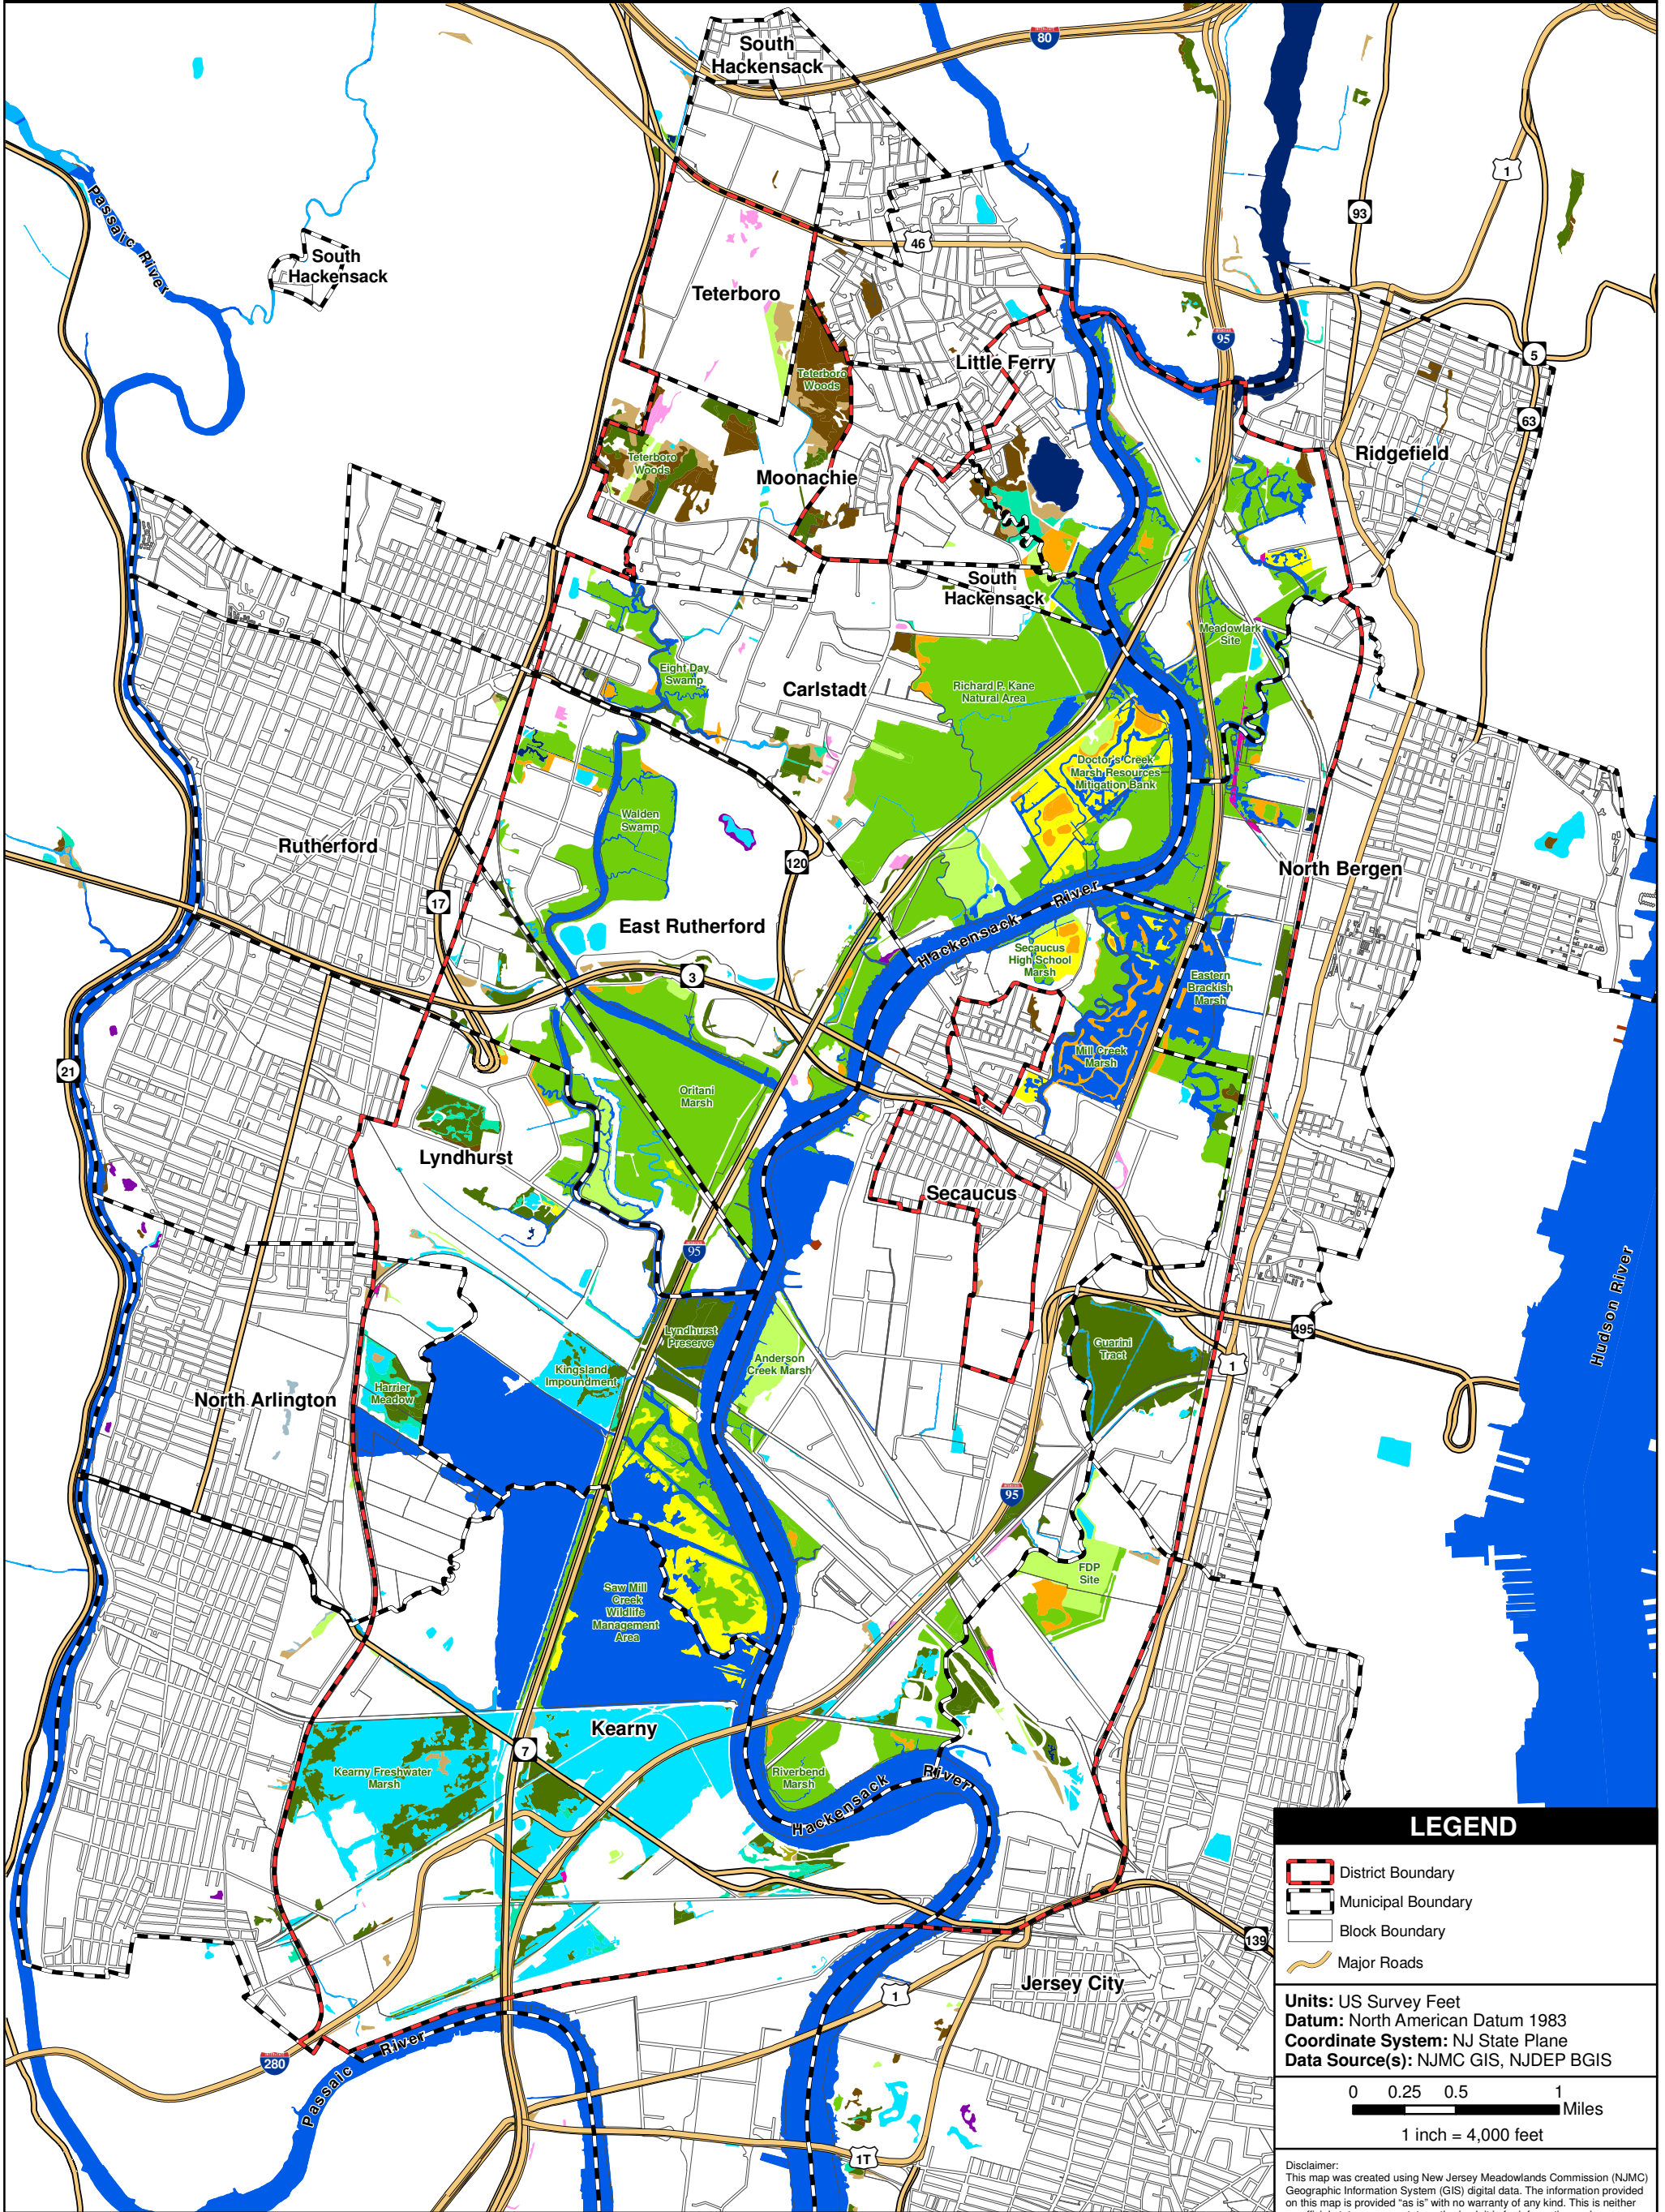 South
Hackensack
80
1
93
Passaic River
South
Hackensack
46
Teterboro
95
5
Little Ferry
Teterboro
Woods
63
Ridgefield
Teterboro
Woods
Moonachie
South
Hackensack
Meadowlark
Site
Eight Day
Swamp
Carlstadt
Richard P. Kane
Natural Area
Doctor's Creek
Marsh Resources
Mitigation Bank
Walden
Swamp
Rutherford
120
North Bergen
17
Hackensack River
East Rutherford
Secaucus
High School
Marsh
3
Eastern
Brackish
Marsh
21
Mill Creek
Marsh
Oritani
Marsh
Lyndhurst
Secaucus
95
Hudson River
495
Lyndhurst
Preserve
Guarini
Tract
1
Anderson
Creek Marsh
Kingsland
Impoundment
Harrier
Meadow
North Arlington
95
FDP
Site
Saw Mill
Creek
Wildlife
Management
Area
Kearny
7
Kearny Freshwater
Marsh
Riverbend
Marsh
Hackensack River
139
Jersey City
1
280
Passaic River
1T
LEGEND
District Boundary
Municipal Boundary
Block Boundary
Major Roads
Units: US Survey Feet
Datum: North American Datum 1983
Coordinate System: NJ State Plane
Data Source(s): NJMC GIS, NJDEP BGIS
0 0.25 0.5 1
Miles
1 inch = 4,000 feet
Disclaimer:
This map was created using New Jersey Meadowlands Commission (NJMC)
Geographic Information System (GIS) digital data. The information provided
on this map is provided "as is" with no warranty of any kind. This is neither